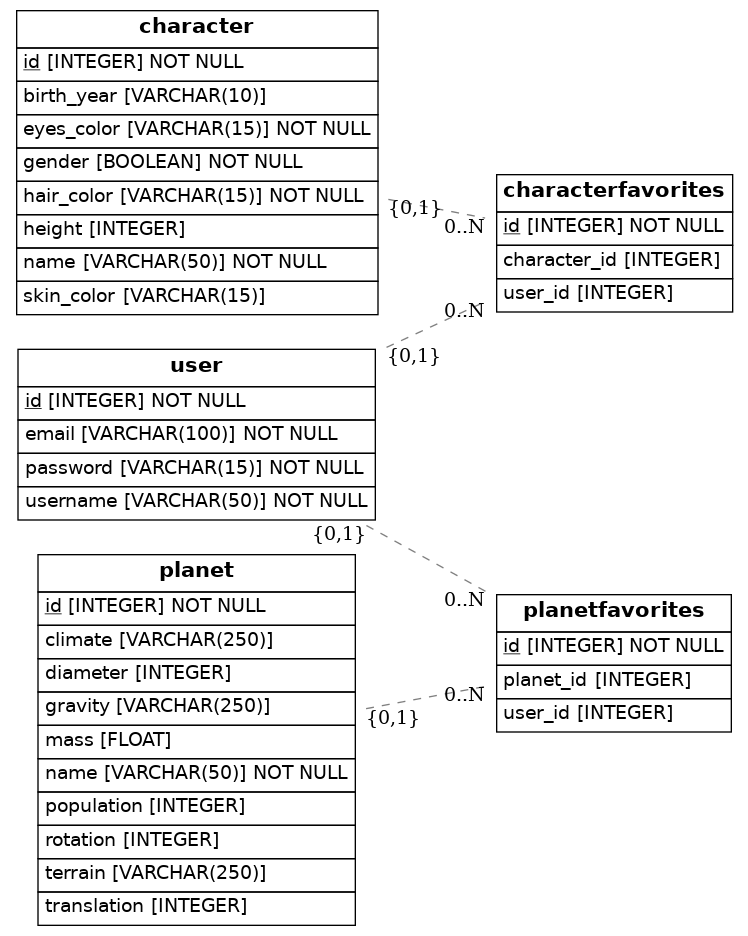 character
id [INTEGER] NOT NULL
birth_year [VARCHAR(10)]
eyes_color [VARCHAR(15)] NOT NULL
gender [BOOLEAN] NOT NULL
hair_color [VARCHAR(15)] NOT NULL
height [INTEGER]
name [VARCHAR(50)] NOT NULL
skin_color [VARCHAR(15)]
{0,1}
0..N
characterfavorites
id [INTEGER] NOT NULL
character_id [INTEGER]
user_id [INTEGER]
0..N
{0,1}
user
id [INTEGER] NOT NULL
email [VARCHAR(100)] NOT NULL
password [VARCHAR(15)] NOT NULL
username [VARCHAR(50)] NOT NULL
{0,1}
0..N
planet
id [INTEGER] NOT NULL
climate [VARCHAR(250)]
diameter [INTEGER]
gravity [VARCHAR(250)]
mass [FLOAT]
name [VARCHAR(50)] NOT NULL
population [INTEGER]
rotation [INTEGER]
terrain [VARCHAR(250)]
translation [INTEGER]
{0,1}
0..N
planetfavorites
id [INTEGER] NOT NULL
planet_id [INTEGER]
user_id [INTEGER]